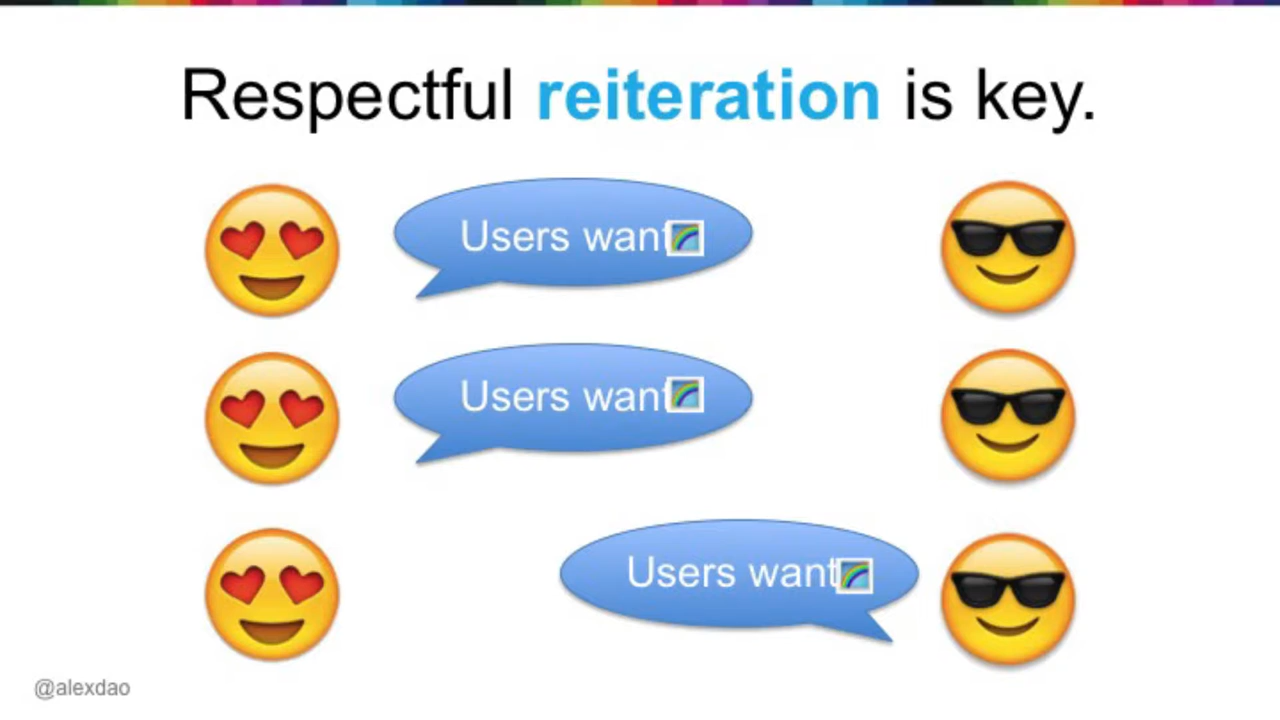 Respectful reiteration is key.
Users want
Users want
Users want
@alexdao